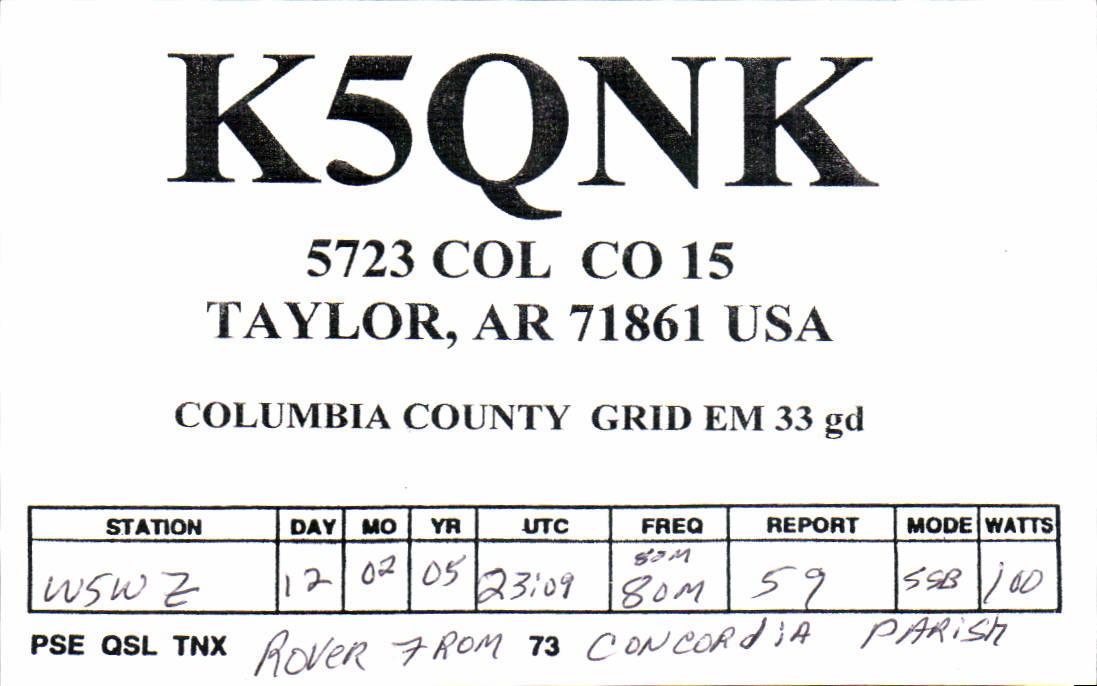 K5QNK
5723 COL CO 15
TAYLOR, AR 71861 USA
COLUMBIA COUNTY GRID EM 33 gd
STATION DAY MO YR UTC FREQ REPORT MODE WATTS
80M
W5WZ 12 02 05 23:09 80M 59 SSB 100
PSE QSL TNX ROVER FROM 73 CONCORdiA PARiSH